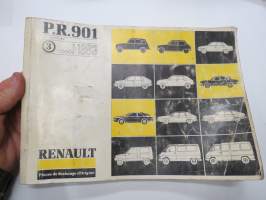 P.R.901
3
RENAULT
Pièces de Rechange d'Origine